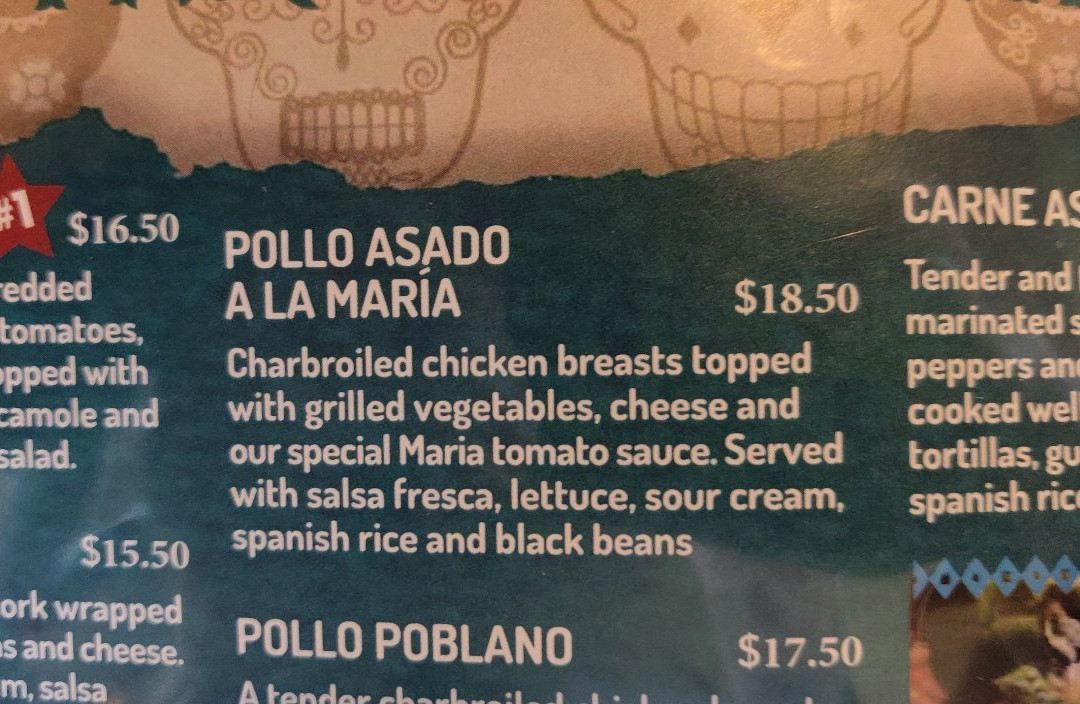 #1
$16.50
redded
tomatoes,
opped with
camole and
salad.
$15.50
ork wrapped
s and cheese.
m, salsa
POLLO ASADO
A LA MARÍA $18.50
Charbroiled chicken breasts topped
with grilled vegetables, cheese and
our special Maria tomato sauce. Served
with salsa fresca, lettuce, sour cream,
spanish rice and black beans
POLLO POBLANO $17.50
A tender charbroiled
CARNE AS
Tender and
marinated s
peppers and
cooked wel
tortillas, gu
spanish rice